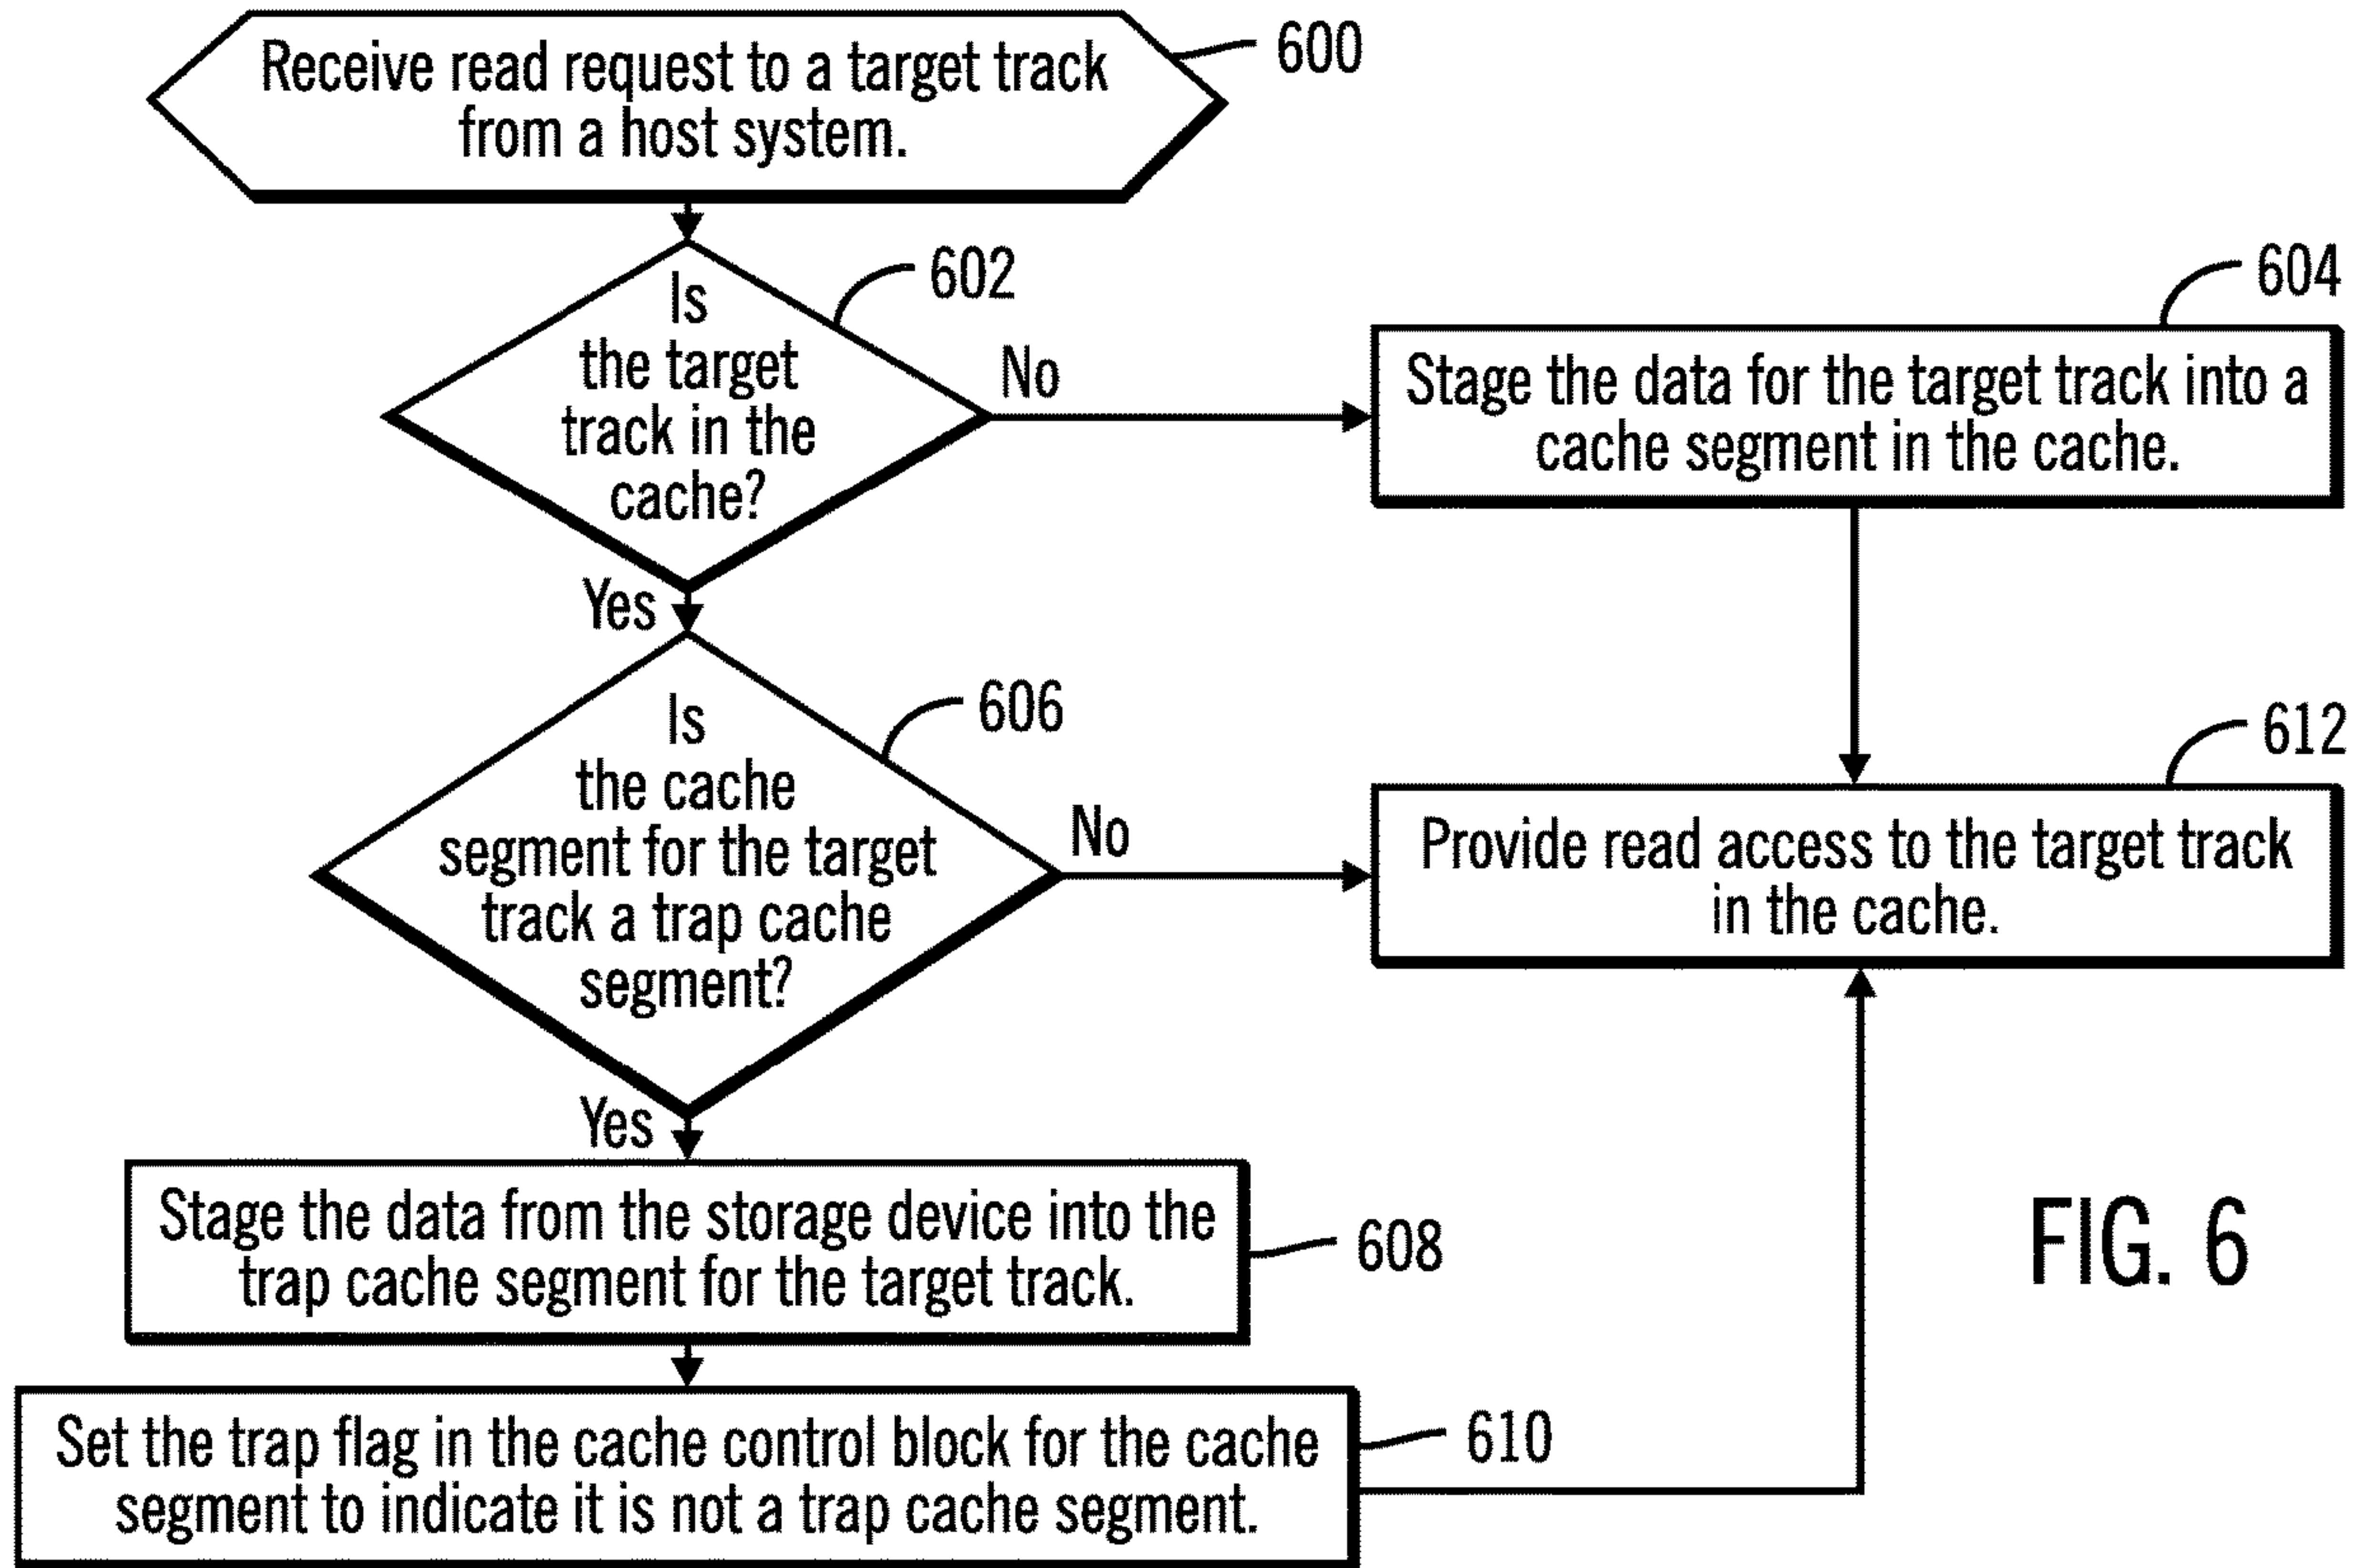 Receive read request to a target track
from a host system.
600
Is
the target
track in the
cache?
602
No
Yes
Stage the data for the target track into a
cache segment in the cache.
604
Is
the cache
segment for the target
track a trap cache
segment?
606
No
Yes
Provide read access to the target track
in the cache.
612
Stage the data from the storage device into the
trap cache segment for the target track.
608
Set the trap flag in the cache control block for the cache
segment to indicate it is not a trap cache segment.
610
FIG. 6